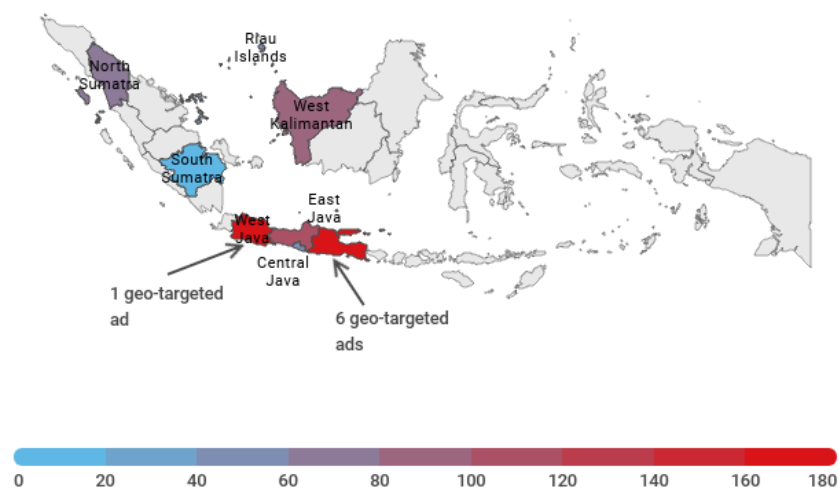 Riau
Islands
North
Sumatra
West
Kalimantan
South
Sumatra
East
Java
West
Java
Central
Java
1 geo-targeted
ad
6 geo-targeted
ads
0 20 40 60 80 100 120 140 160 180